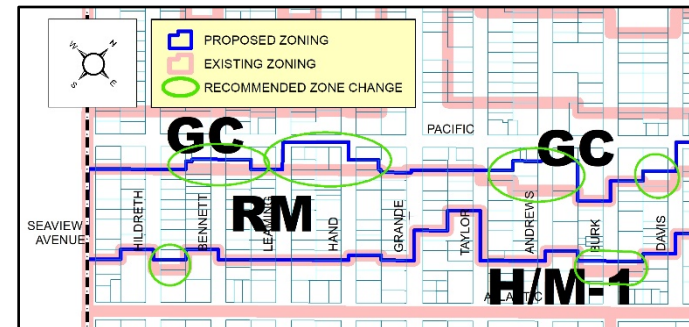 W
N
S
E
PROPOSED ZONING
EXISTING ZONING
RECOMMENDED ZONE CHANGE
GC
PACIFIC
GC
RM
SEAVIEW
AVENUE
HILDRETH
BENNETT
LEAMING
HAND
GRANDE
TAYLOR
ANDREWS
BURK
DAVIS
H/M-1
ATLANTIC